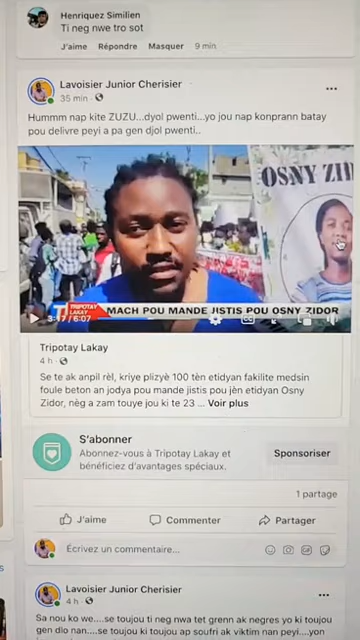 Henriquez Similien
Ti neg nwe tro sot
J'aime Répondre Masquer 9 min
Lavoisier Junior Cherisier
35 min ·
Hummm nap kite ZUZU...dyol pwenti...yo jou nap konprann batay
pou delivre peyi a pa gen djol pwenti..
OSNY ZID
TRIPOTAY
LAKAY
MACH POU MANDE JISTIS POU OSNY ZIDOR
3:47 / 6:07
Tripotay Lakay
4 h ·
Se te ak anpil rèl, kriye plizyè 100 tèn etidyan fakilite medsin
foule beton an jodya pou mande jistis pou jèn etidyan Osny
Zidor, nèg a zam touye jou ki te 23 ... Voir plus
S'abonner
Abonnez-vous à Tripotay Lakay et
bénéficiez d'avantages spéciaux.
Sponsoriser
1 partage
J'aime Commenter Partager
Écrivez un commentaire...
Lavoisier Junior Cherisier
4 h ·
Sa nou ko we....se toujou ti neg nwa tet grenn ak negres yo ki toujou
gen dlo nan....se toujou ki toujou ap soufri ak viktim nan peyi....yon